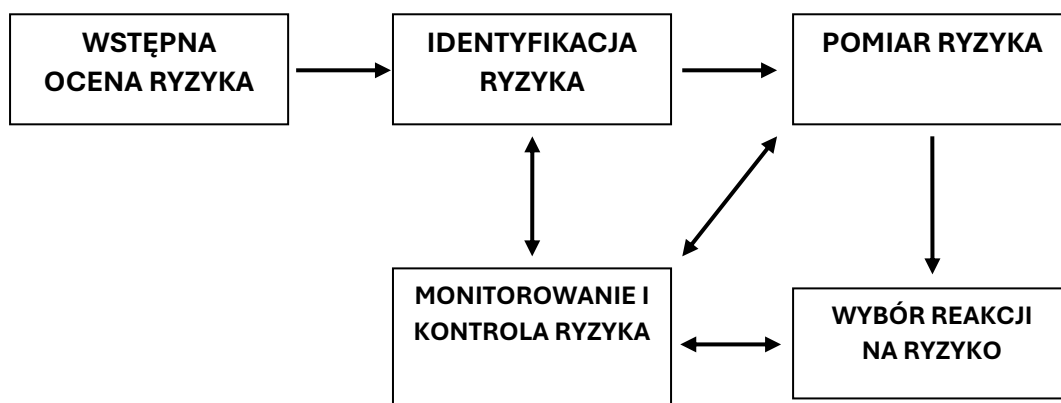 WSTĘPNA
OCENA RYZYKA
IDENTYFIKACJA
RYZYKA
POMIAR RYZYKA
MONITOROWANIE I
KONTROLA RYZYKA
WYBÓR REAKCJI
NA RYZYKO